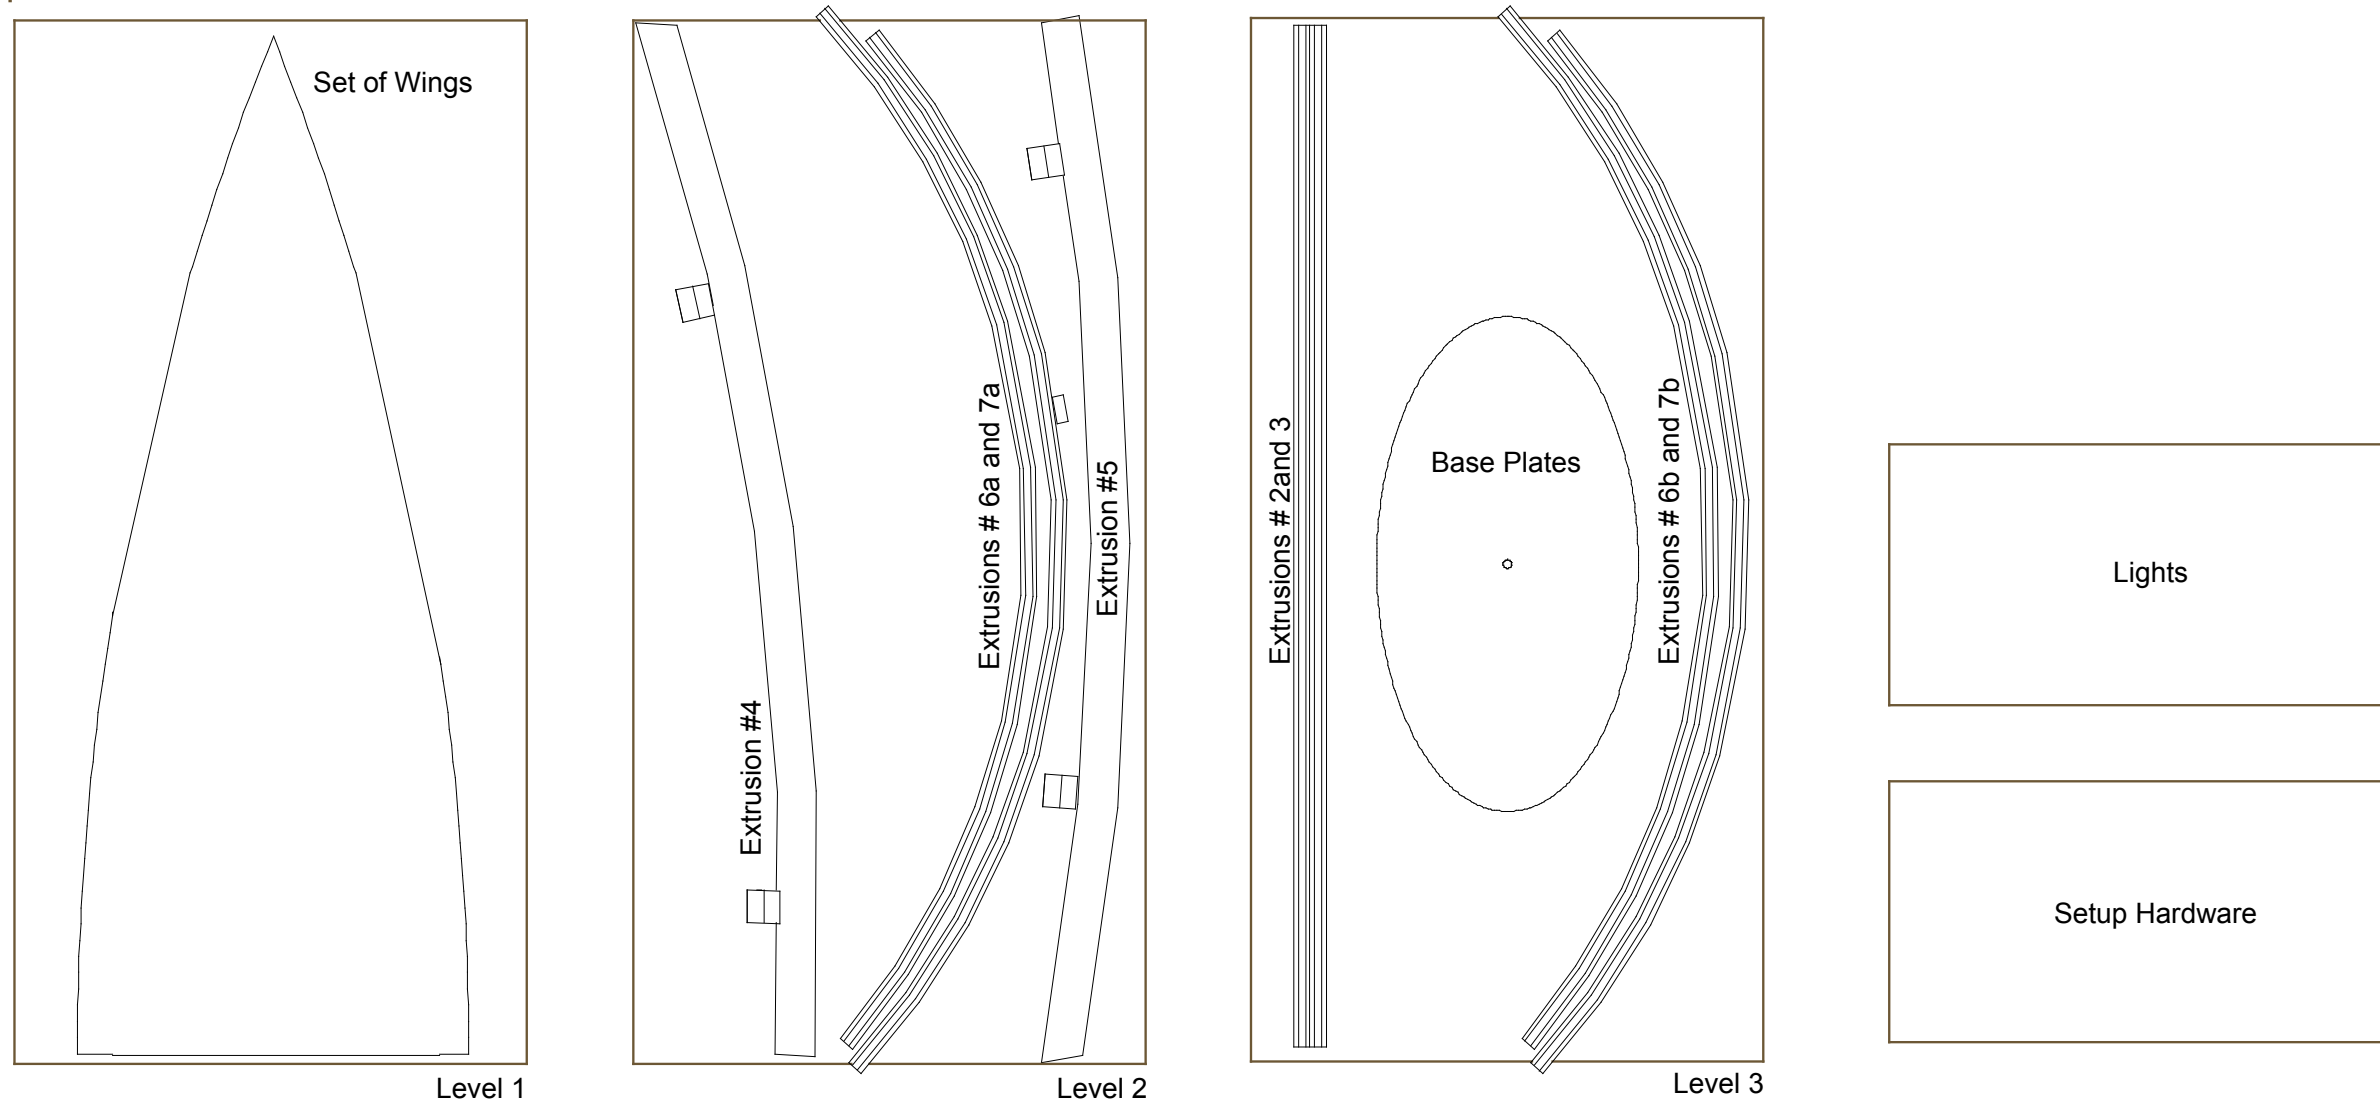 Set of Wings
Level 1
Extrusion #4
Extrusions # 6a and 7a
Extrusion #5
Level 2
Extrusions # 2and 3
Base Plates
Extrusions # 6b and 7b
Level 3
Lights
Setup Hardware